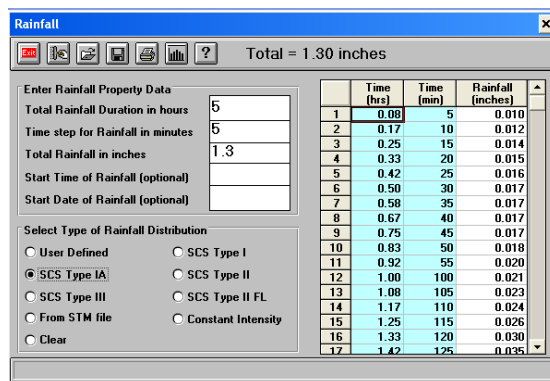 Rainfall
Exit ? Total = 1.30 inches
Enter Rainfall Property Data
Total Rainfall Duration in hours 5
Time step for Rainfall in minutes 5
Total Rainfall in inches 1.3
Start Time of Rainfall (optional)
Start Date of Rainfall (optional)
Select Type of Rainfall Distribution
User Defined SCS Type I
SCS Type IA SCS Type II
SCS Type III SCS Type II FL
From STM file Constant Intensity
Clear
Time (hrs) Time (min) Rainfall (inches)
1 0.08 5 0.010
2 0.17 10 0.012
3 0.25 15 0.014
4 0.33 20 0.015
5 0.42 25 0.016
6 0.50 30 0.017
7 0.58 35 0.017
8 0.67 40 0.017
9 0.75 45 0.017
10 0.83 50 0.018
11 0.92 55 0.020
12 1.00 100 0.021
13 1.08 105 0.023
14 1.17 110 0.024
15 1.25 115 0.026
16 1.33 120 0.030
17 1.42 125 0.035